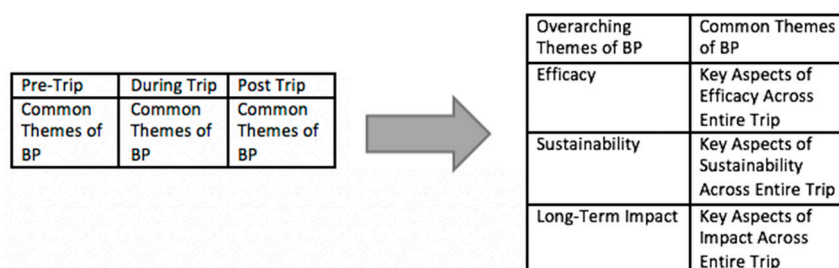 Pre-Trip During Trip Post Trip
Common Common Common
Themes of Themes of Themes of
BP BP BP
Overarching Common Themes
Themes of BP of BP
Efficacy Key Aspects of
Efficacy Across
Entire Trip
Sustainability Key Aspects of
Sustainability
Across Entire Trip
Long-Term Impact Key Aspects of
Impact Across
Entire Trip